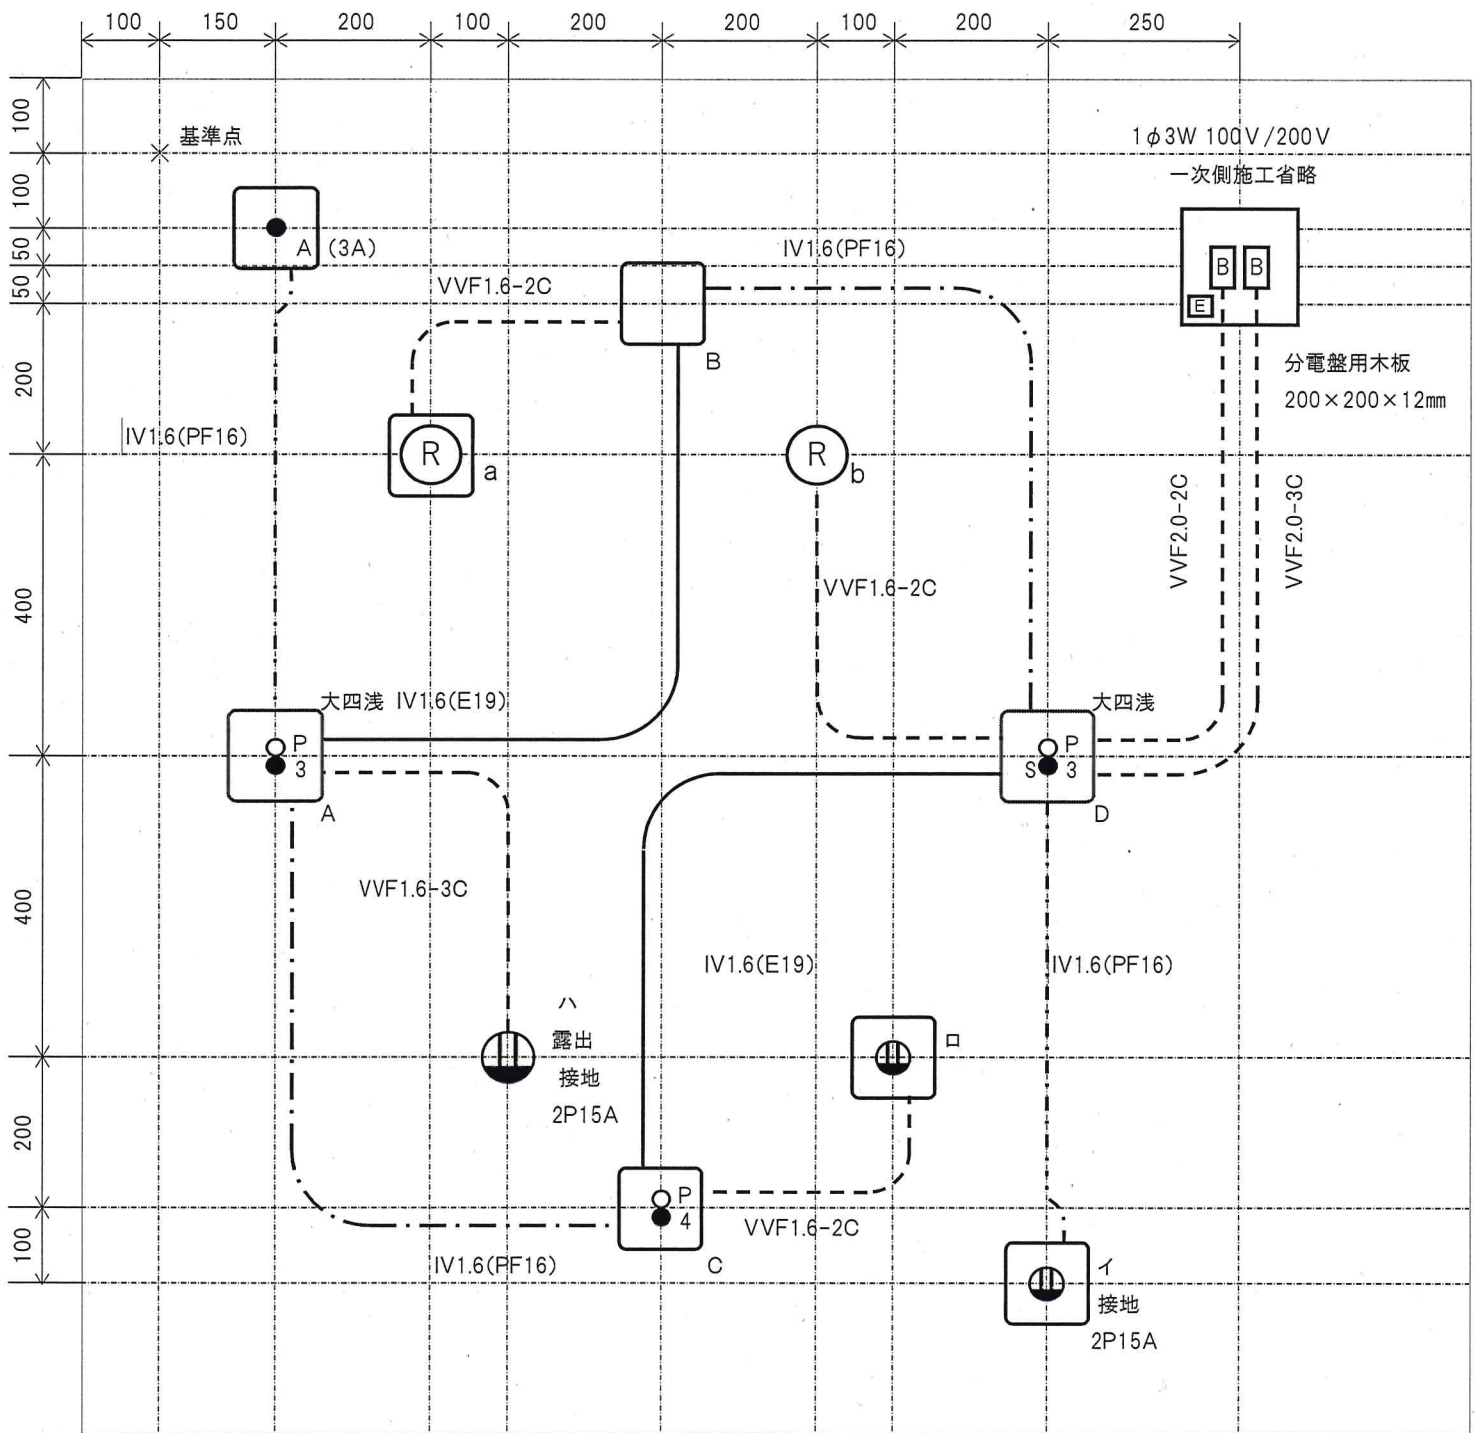 100 150 200 100 200 200 100 200 250
100
100
50
50
200
400
400
200
100
基準点
1φ3W 100V/200V
一次側施工省略
A (3A)
IV1.6(PF16)
B B
E
VVF1.6-2C
B
分電盤用木板
200×200×12mm
IV1.6(PF16)
R a
R b
VVF2.0-2C
VVF2.0-3C
VVF1.6-2C
大四浅 IV1.6(E19)
大四浅
P
3
A
P
S 3
D
VVF1.6-3C
IV1.6(E19)
IV1.6(PF16)
ハ
露出
接地
2P15A
ロ
P
4
C
VVF1.6-2C
IV1.6(PF16)
イ
接地
2P15A